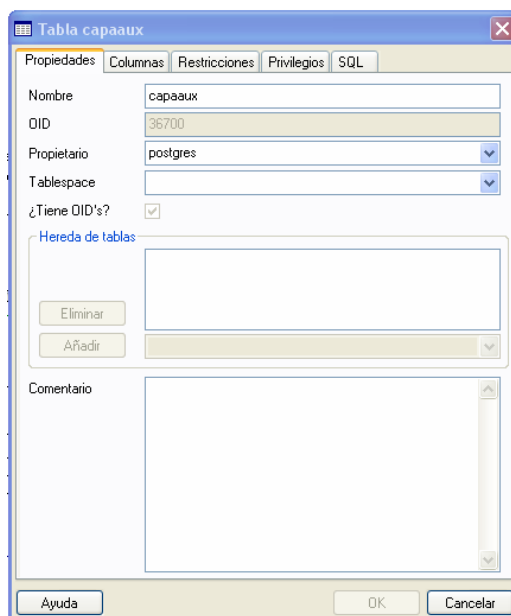 Tabla capaaux
Propiedades Columnas Restricciones Privilegios SQL
Nombre capaaux
OID 36700
Propietario postgres
Tablespace
¿Tiene OID's?
Hereda de tablas
Eliminar
Añadir
Comentario
Ayuda OK Cancelar